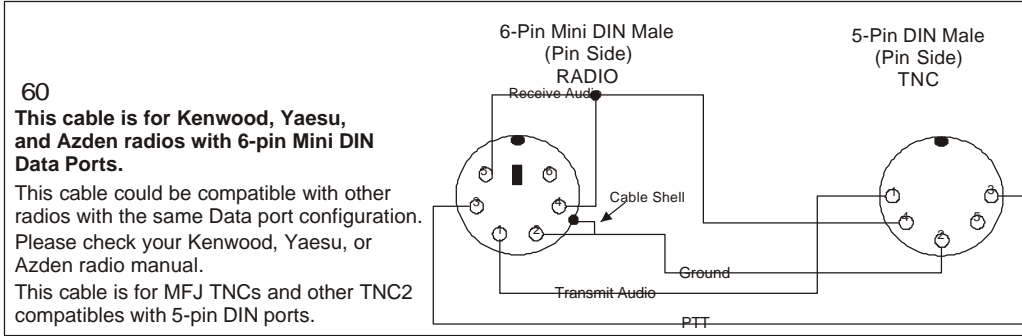 60
This cable is for Kenwood, Yaesu,
and Azden radios with 6-pin Mini DIN
Data Ports.
This cable could be compatible with other
radios with the same Data port configuration.
Please check your Kenwood, Yaesu, or
Azden radio manual.
This cable is for MFJ TNCs and other TNC2
compatibles with 5-pin DIN ports.
6-Pin Mini DIN Male
(Pin Side)
RADIO
Receive Audio
5 6
3 4
1 2
Cable Shell
5-Pin DIN Male
(Pin Side)
TNC
1 3
4 5
2
Ground
Transmit Audio
PTT